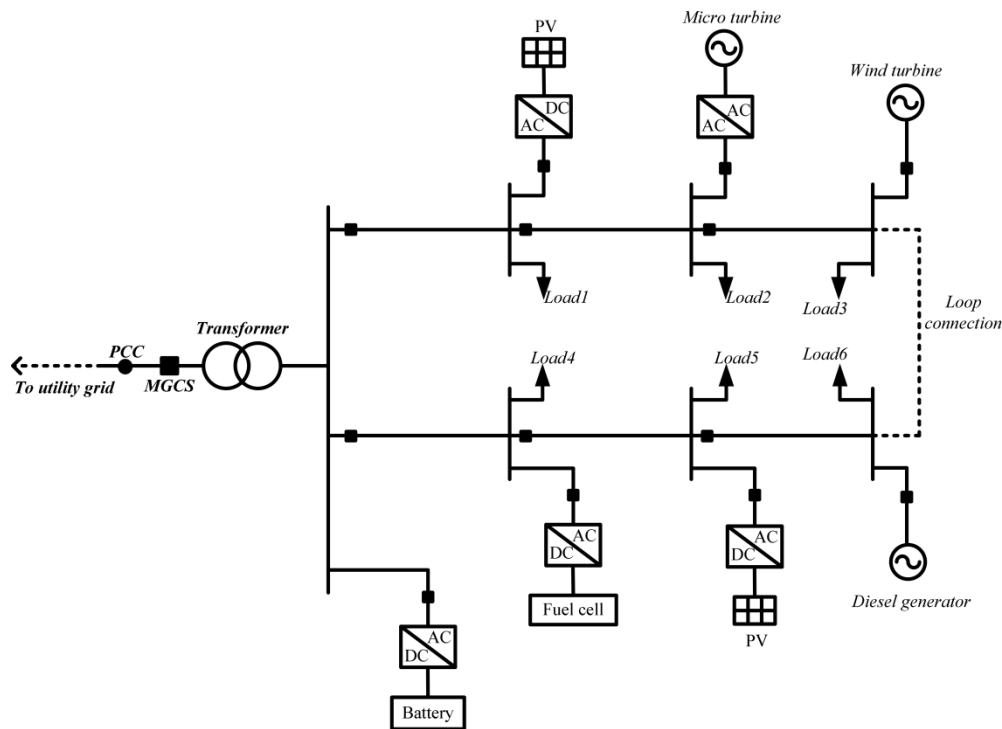 PV
Micro turbine
Wind turbine
DC
AC
AC
AC
Load1
Load2
Load3
Loop
connection
Transformer
PCC
MGCS
To utility grid
Load4
Load5
Load6
AC
DC
AC
DC
Fuel cell
PV
Diesel generator
AC
DC
Battery